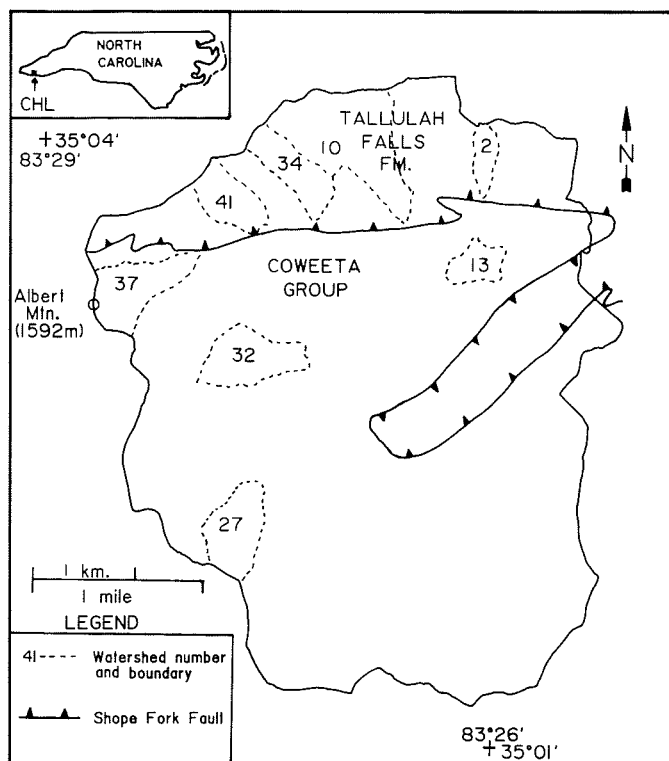 NORTH
CAROLINA
CHL
+35°04'
83°29'
TALLULAH
FALLS
FM.
10
2
34
41
N
COWEETA
GROUP
13
37
Albert
Mtn.
(1592m)
32
27
1 km.
1 mile
LEGEND
41---- Watershed number
and boundary
Shope Fork Fault
83°26'
+35°01'